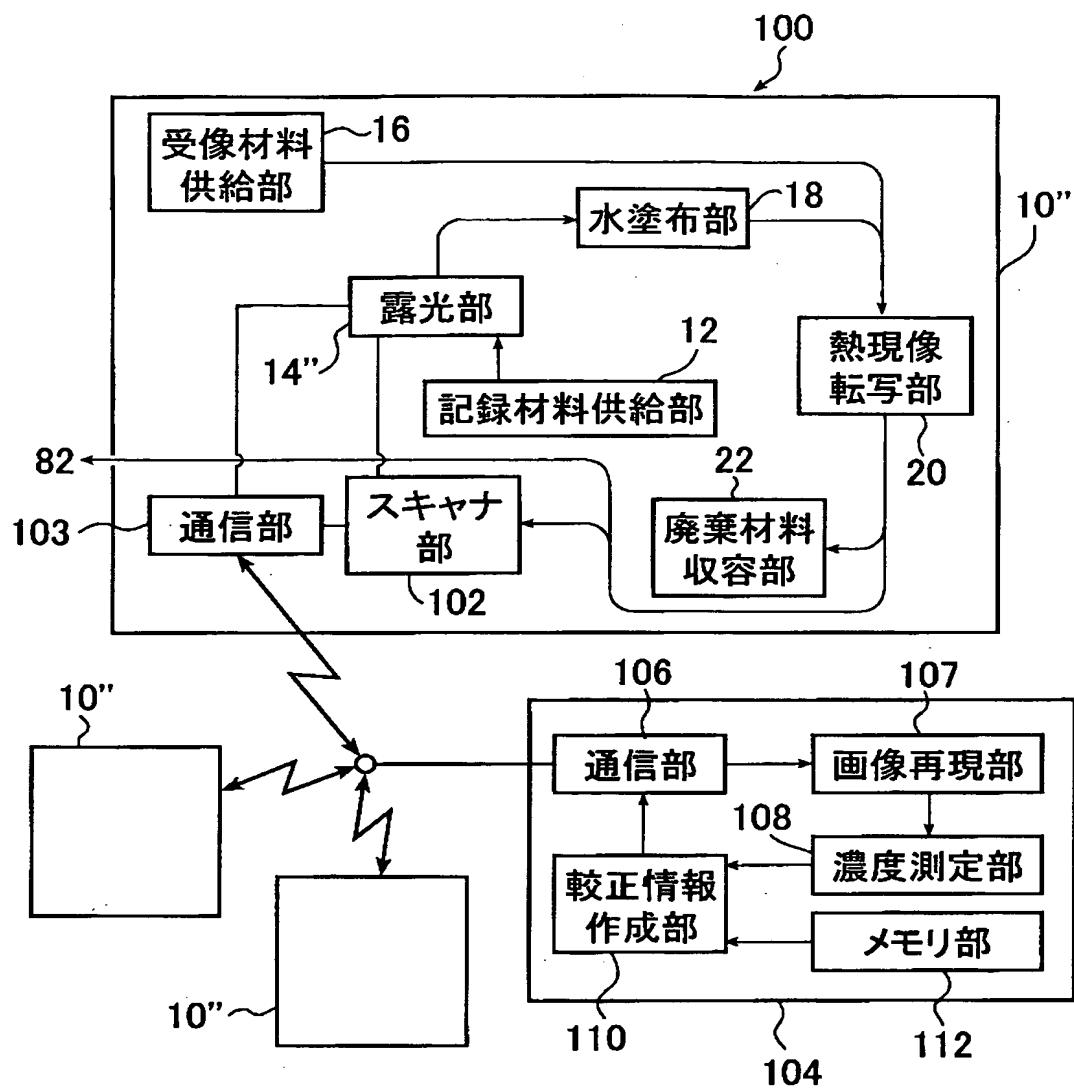 100
受像材料
供給部
16
水塗布部
18
10”
露光部
14”
12
記録材料供給部
熱現像
転写部
20
82
22
廃棄材料
収容部
103
通信部
スキャナ
部
102
10”
106
107
通信部
画像再現部
108
濃度測定部
較正情報
作成部
メモリ部
10”
110
104
112